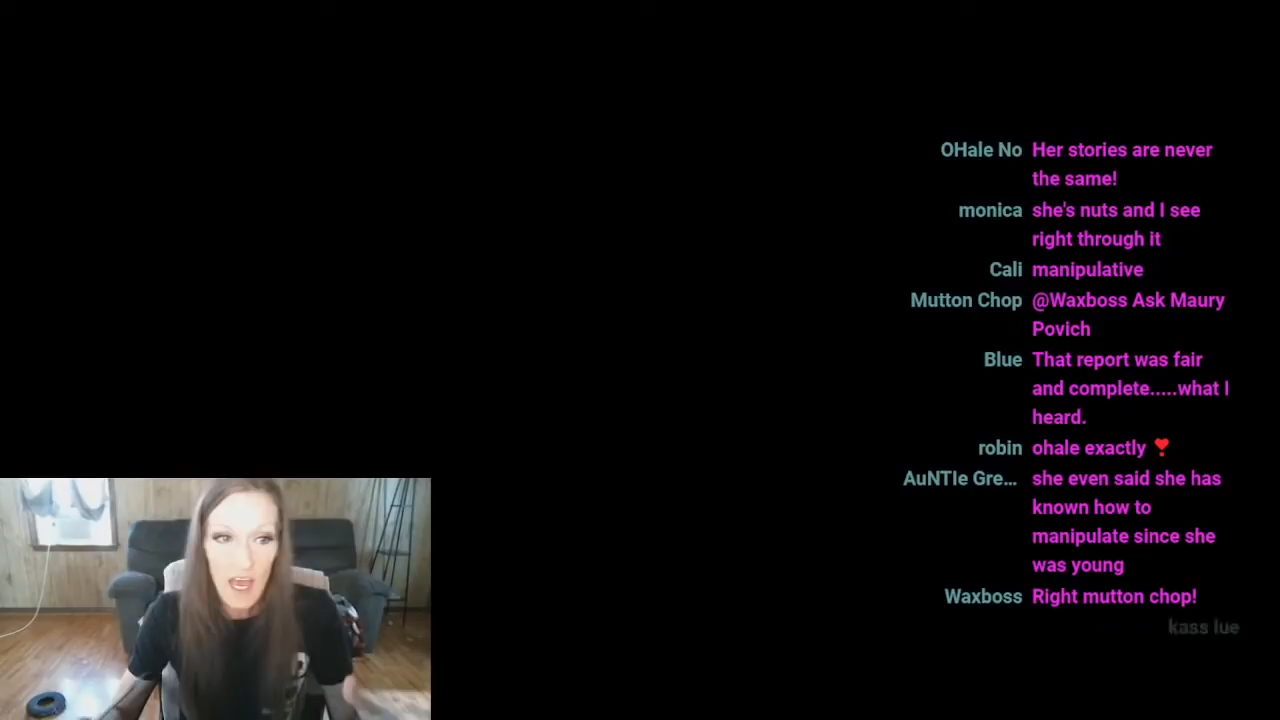 OHale No Her stories are never
the same!
monica she's nuts and I see
right through it
Cali manipulative
Mutton Chop @Waxboss Ask Maury
Povich
Blue That report was fair
and complete.....what I
heard.
robin ohale exactly ❣
AuNTIe Gre... she even said she has
known how to
manipulate since she
was young
Waxboss Right mutton chop!
kass lue